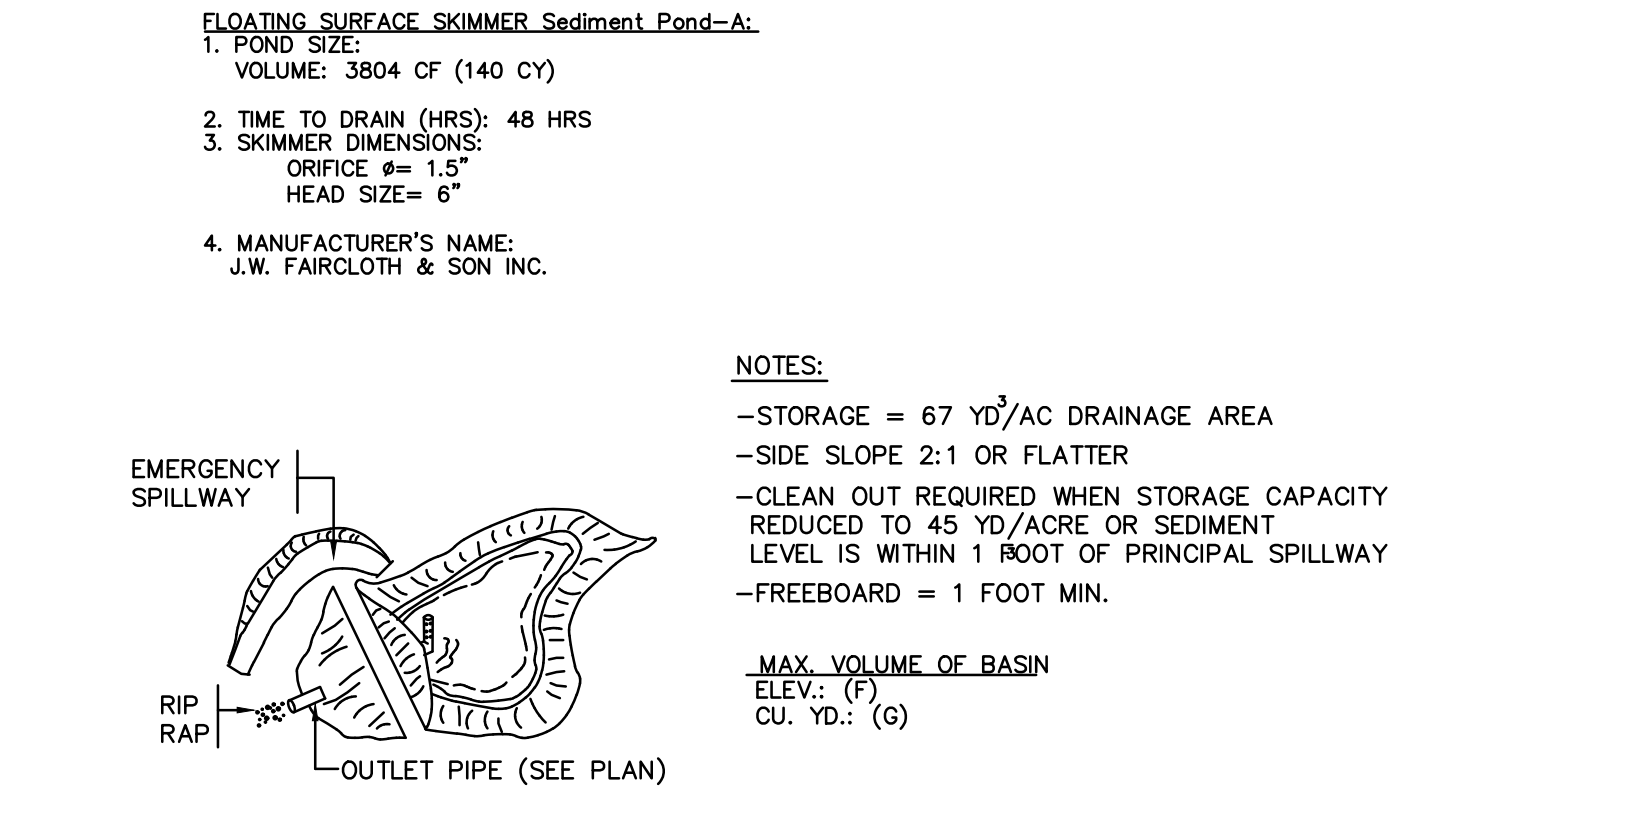 FLOATING SURFACE SKIMMER Sediment Pond-A:
1. POND SIZE:
VOLUME: 3804 CF (140 CY)
2. TIME TO DRAIN (HRS): 48 HRS
3. SKIMMER DIMENSIONS:
ORIFICE ø= 1.5"
HEAD SIZE= 6"
4. MANUFACTURER'S NAME:
J.W. FAIRCLOTH & SON INC.
NOTES:
-STORAGE = 67 YD³/AC DRAINAGE AREA
-SIDE SLOPE 2:1 OR FLATTER
-CLEAN OUT REQUIRED WHEN STORAGE CAPACITY
REDUCED TO 45 YD/ACRE OR SEDIMENT
LEVEL IS WITHIN 1 FOOT OF PRINCIPAL SPILLWAY
3
-FREEBOARD = 1 FOOT MIN.
MAX. VOLUME OF BASIN
ELEV.: (F)
CU. YD.: (G)
EMERGENCY
SPILLWAY
RIP
RAP
OUTLET PIPE (SEE PLAN)